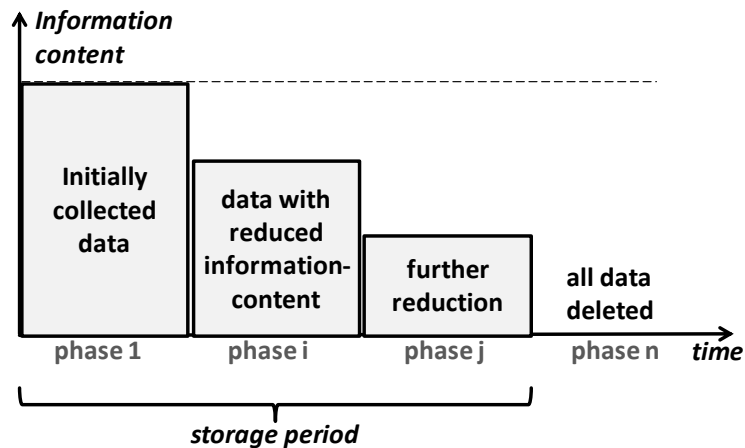 Information
content
Initially
collected
data
data with
reduced
information-
content
further
reduction
all data
deleted
phase 1
phase i
phase j
phase n
time
storage period